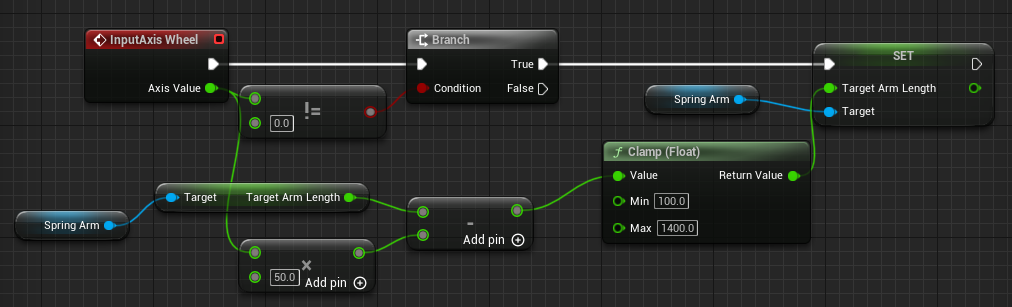 InputAxis Wheel
Axis Value
Branch
True
Condition
False
SET
Target Arm Length
Target
Spring Arm
0.0
!=
Clamp (Float)
Value
Return Value
Min 100.0
Max 1400.0
Target
Target Arm Length
Spring Arm
-
Add pin
×
50.0
Add pin